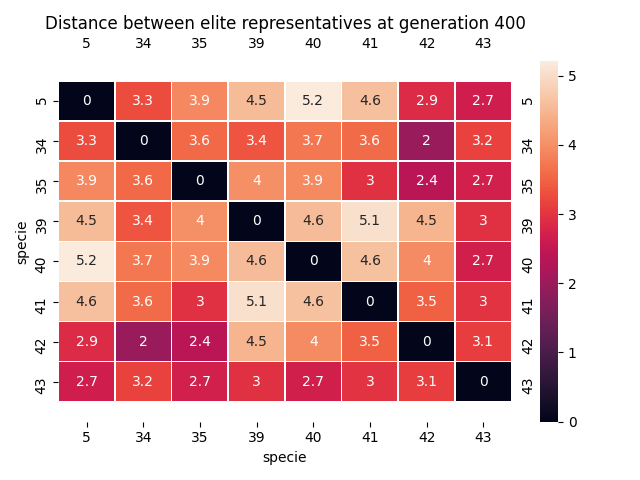 Distance between elite representatives at generation 400
5 34 35 39 40 41 42 43
5 0 3.3 3.9 4.5 5.2 4.6 2.9 2.7 5
34 3.3 0 3.6 3.4 3.7 3.6 2 3.2 34
35 3.9 3.6 0 4 3.9 3 2.4 2.7 35
39 4.5 3.4 4 0 4.6 5.1 4.5 3 39
40 5.2 3.7 3.9 4.6 0 4.6 4 2.7 40
41 4.6 3.6 3 5.1 4.6 0 3.5 3 41
42 2.9 2 2.4 4.5 4 3.5 0 3.1 42
43 2.7 3.2 2.7 3 2.7 3 3.1 0 43
5 34 35 39 40 41 42 43
specie
specie
5
4
3
2
1
0